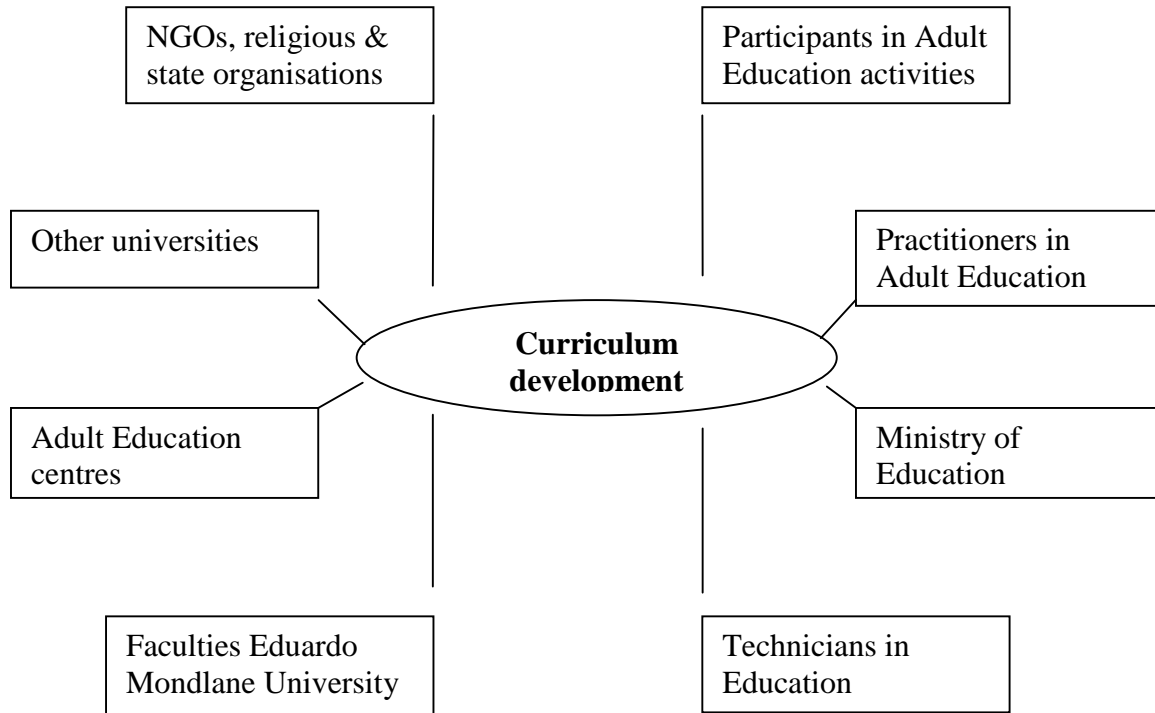 NGOs, religious &
state organisations
Participants in Adult
Education activities
Other universities
Practitioners in
Adult Education
Curriculum
development
Adult Education
centres
Ministry of
Education
Faculties Eduardo
Mondlane University
Technicians in
Education